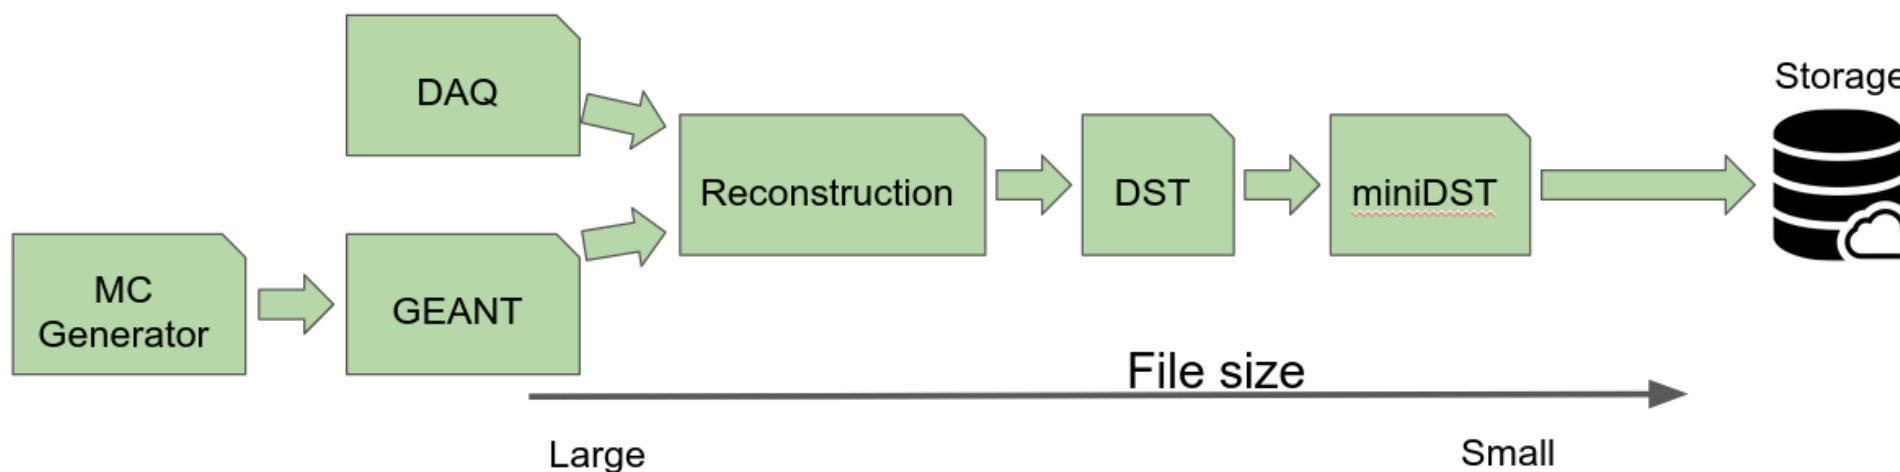 DAQ
Storage
Reconstruction
DST
miniDST
MC
Generator
GEANT
File size
Large
Small